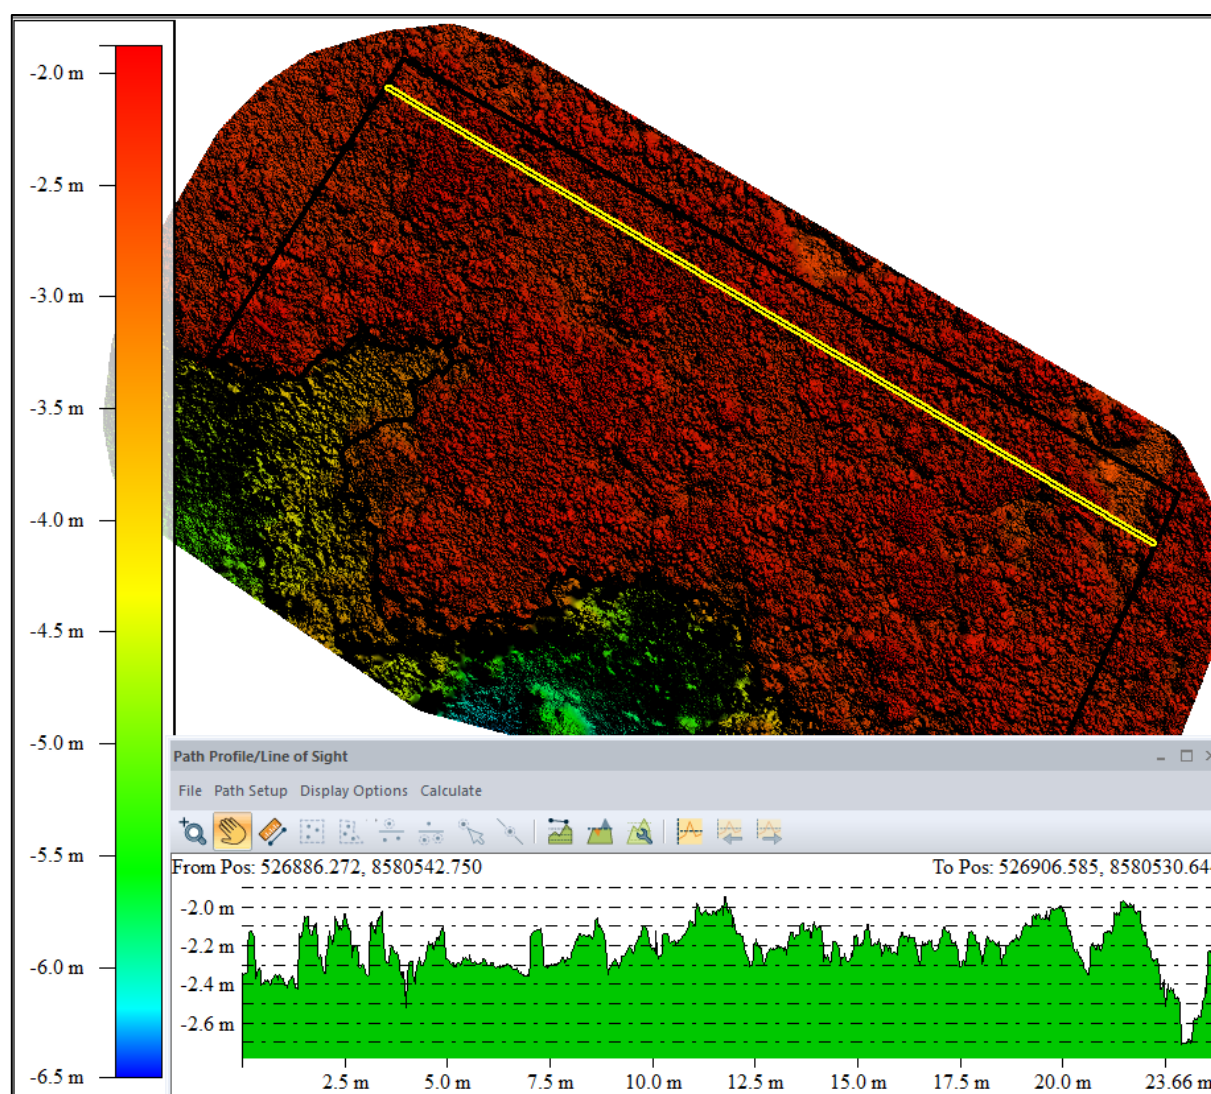 -2.0 m
-2.5 m
-3.0 m
-3.5 m
-4.0 m
-4.5 m
-5.0 m
-5.5 m
-6.0 m
-6.5 m
Path Profile/Line of Sight
File Path Setup Display Options Calculate
From Pos: 526886.272, 8580542.750 To Pos: 526906.585, 8580530.644
-2.0 m
-2.2 m
-2.4 m
-2.6 m
2.5 m 5.0 m 7.5 m 10.0 m 12.5 m 15.0 m 17.5 m 20.0 m 23.66 m